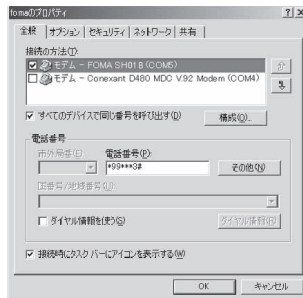 fomaのプロパティ
全般 オプション セキュリティ ネットワーク 共有
接続の方法(T):
モデム - FOMA SH01B (COM5)
モデム - Conexant D480 MDC V.92 Modem (COM4)
すべてのデバイスで同じ番号を呼び出す(D)
構成(O)...
電話番号
市外局番(E): 電話番号(P):
*99***3#
その他(N)
国番号/地域番号(U):
ダイヤル情報を使う(S)
ダイヤル情報(R)
接続時にタスク バーにアイコンを表示する(W)
OK キャンセル